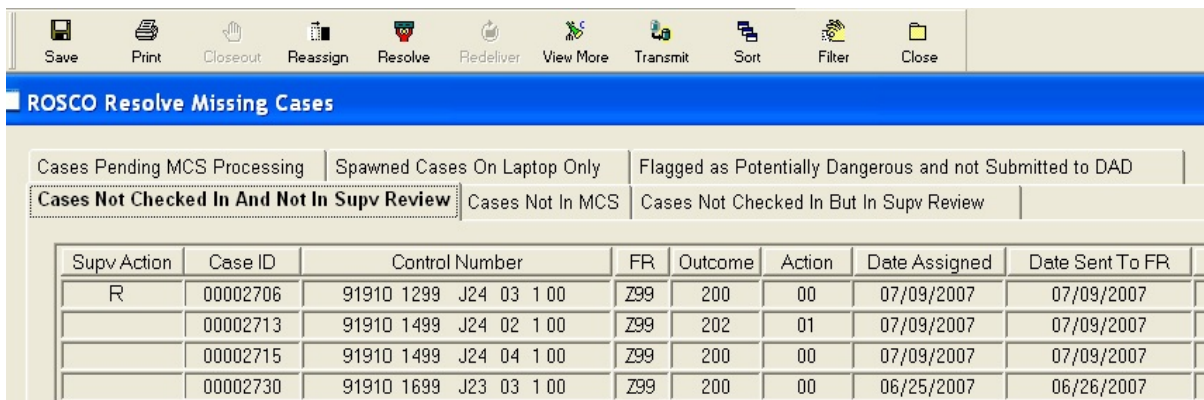 Save Print Closeout Reassign Resolve Redeliver View More Transmit Sort Filter Close
ROSCO Resolve Missing Cases
Cases Pending MCS Processing Spawned Cases On Laptop Only Flagged as Potentially Dangerous and not Submitted to DAD
Cases Not Checked In And Not In Supv Review Cases Not In MCS Cases Not Checked In But In Supv Review
Supv Action Case ID Control Number FR Outcome Action Date Assigned Date Sent To FR
R 00002706 91910 1299 J24 03 1 00 Z99 200 00 07/09/2007 07/09/2007
00002713 91910 1499 J24 02 1 00 Z99 202 01 07/09/2007 07/09/2007
00002715 91910 1499 J24 04 1 00 Z99 200 00 07/09/2007 07/09/2007
00002730 91910 1699 J23 03 1 00 Z99 200 00 06/25/2007 06/26/2007